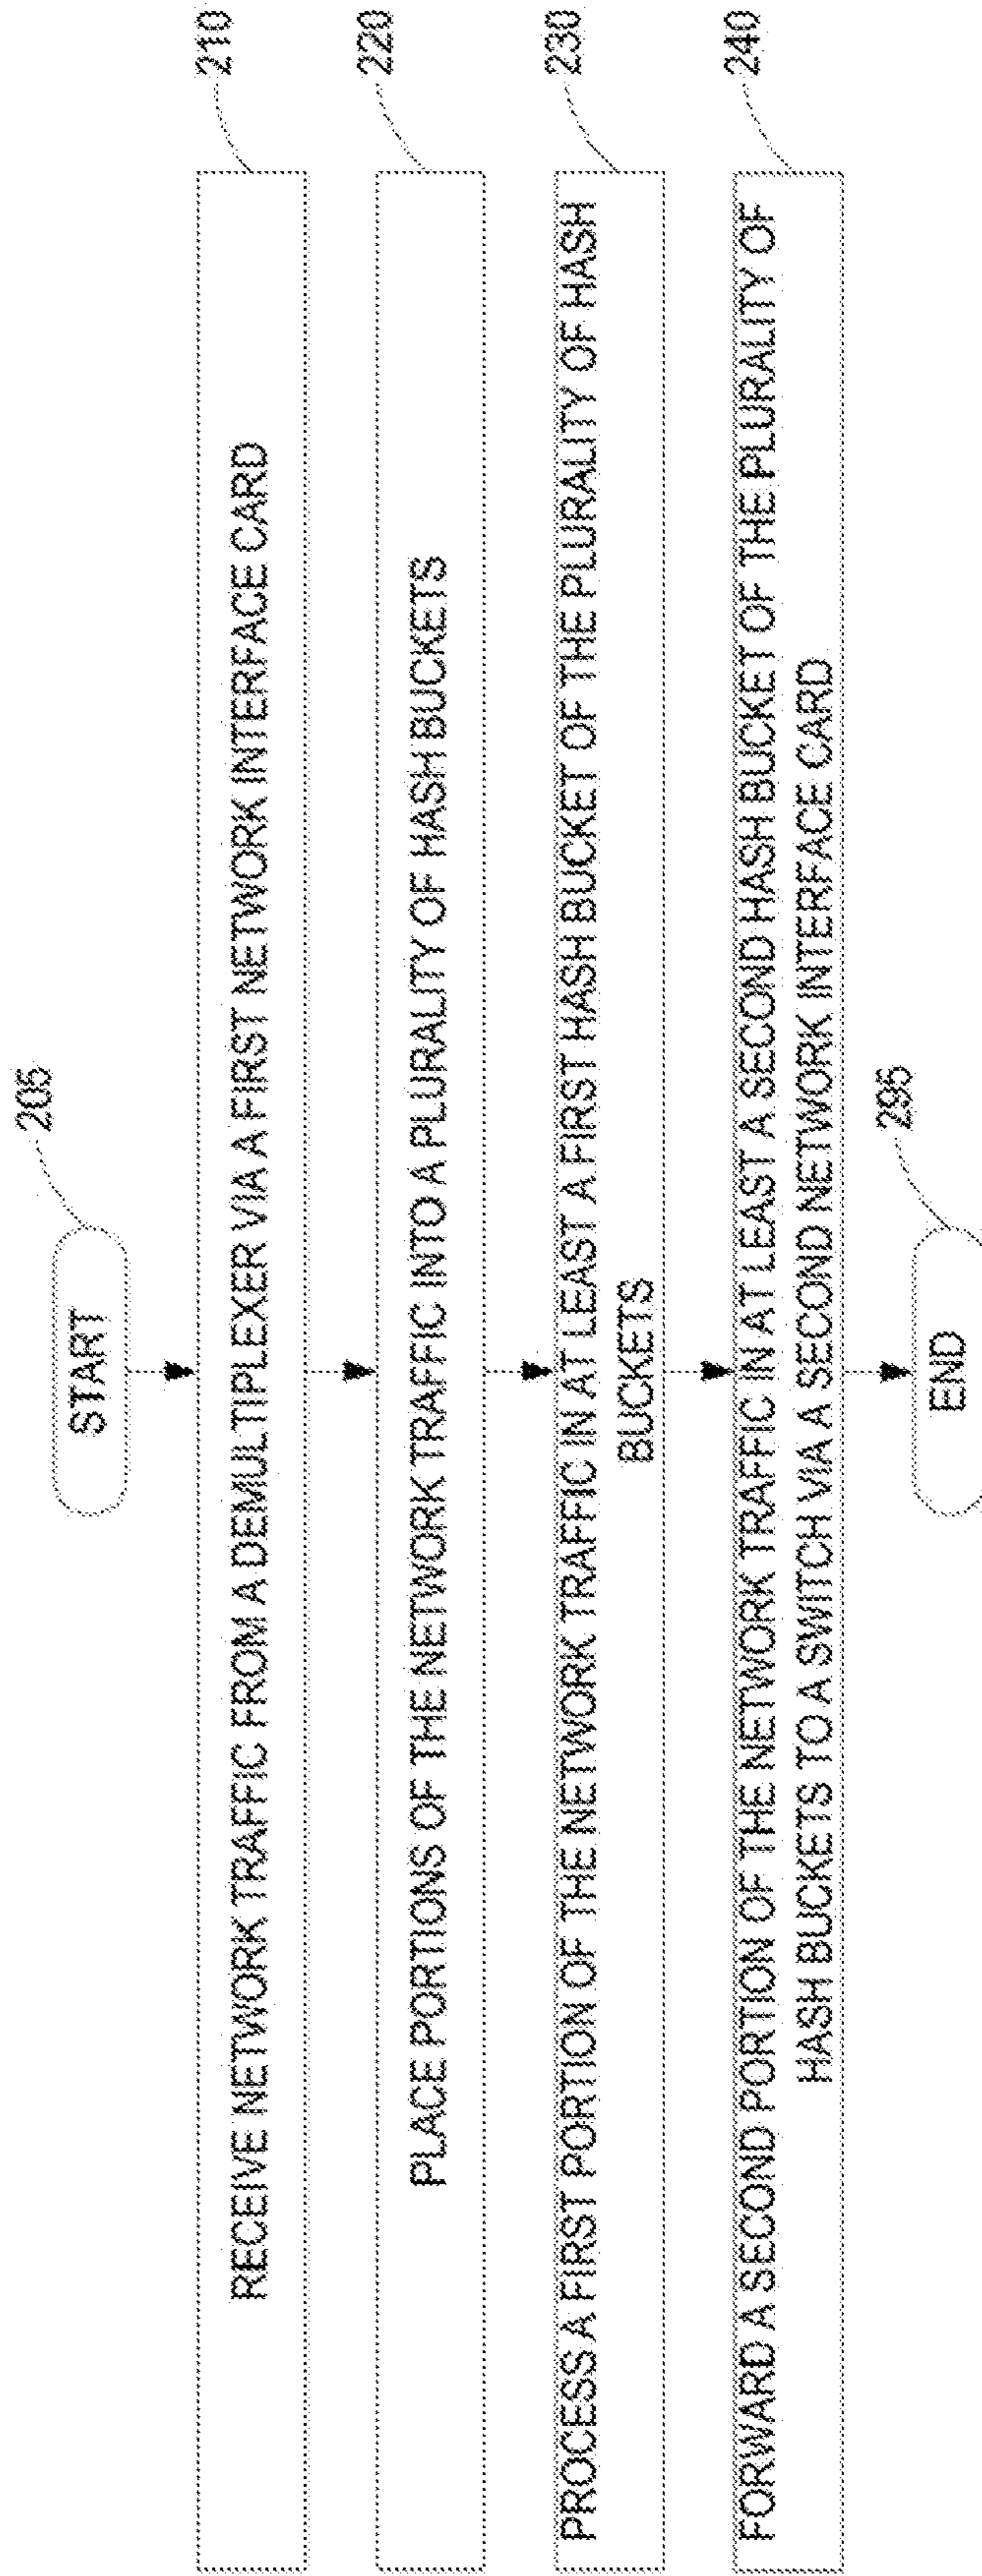 START
205
RECEIVE NETWORK TRAFFIC FROM A DEMULTIPLEXER VIA A FIRST NETWORK INTERFACE CARD
210
PLACE PORTIONS OF THE NETWORK TRAFFIC INTO A PLURALITY OF HASH BUCKETS
220
PROCESS A FIRST PORTION OF THE NETWORK TRAFFIC IN AT LEAST A FIRST HASH BUCKET OF THE PLURALITY OF HASH
BUCKETS
230
FORWARD A SECOND PORTION OF THE NETWORK TRAFFIC IN AT LEAST A SECOND HASH BUCKET OF THE PLURALITY OF
HASH BUCKETS TO A SWITCH VIA A SECOND NETWORK INTERFACE CARD
240
END
295